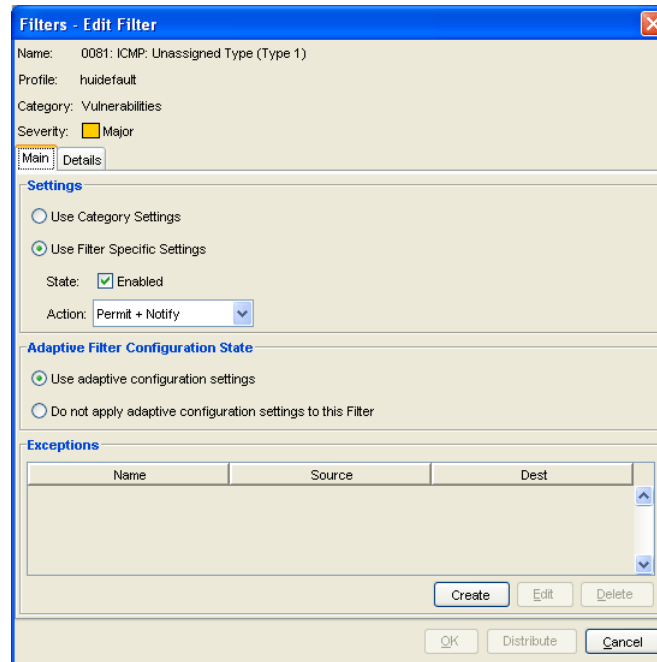 Filters - Edit Filter
Name: 0081: ICMP: Unassigned Type (Type 1)
Profile: huidefault
Category: Vulnerabilities
Severity: Major
Main Details
Settings
Use Category Settings
Use Filter Specific Settings
State: Enabled
Action: Permit + Notify
Adaptive Filter Configuration State
Use adaptive configuration settings
Do not apply adaptive configuration settings to this Filter
Exceptions
Name Source Dest
Create Edit Delete
OK Distribute Cancel